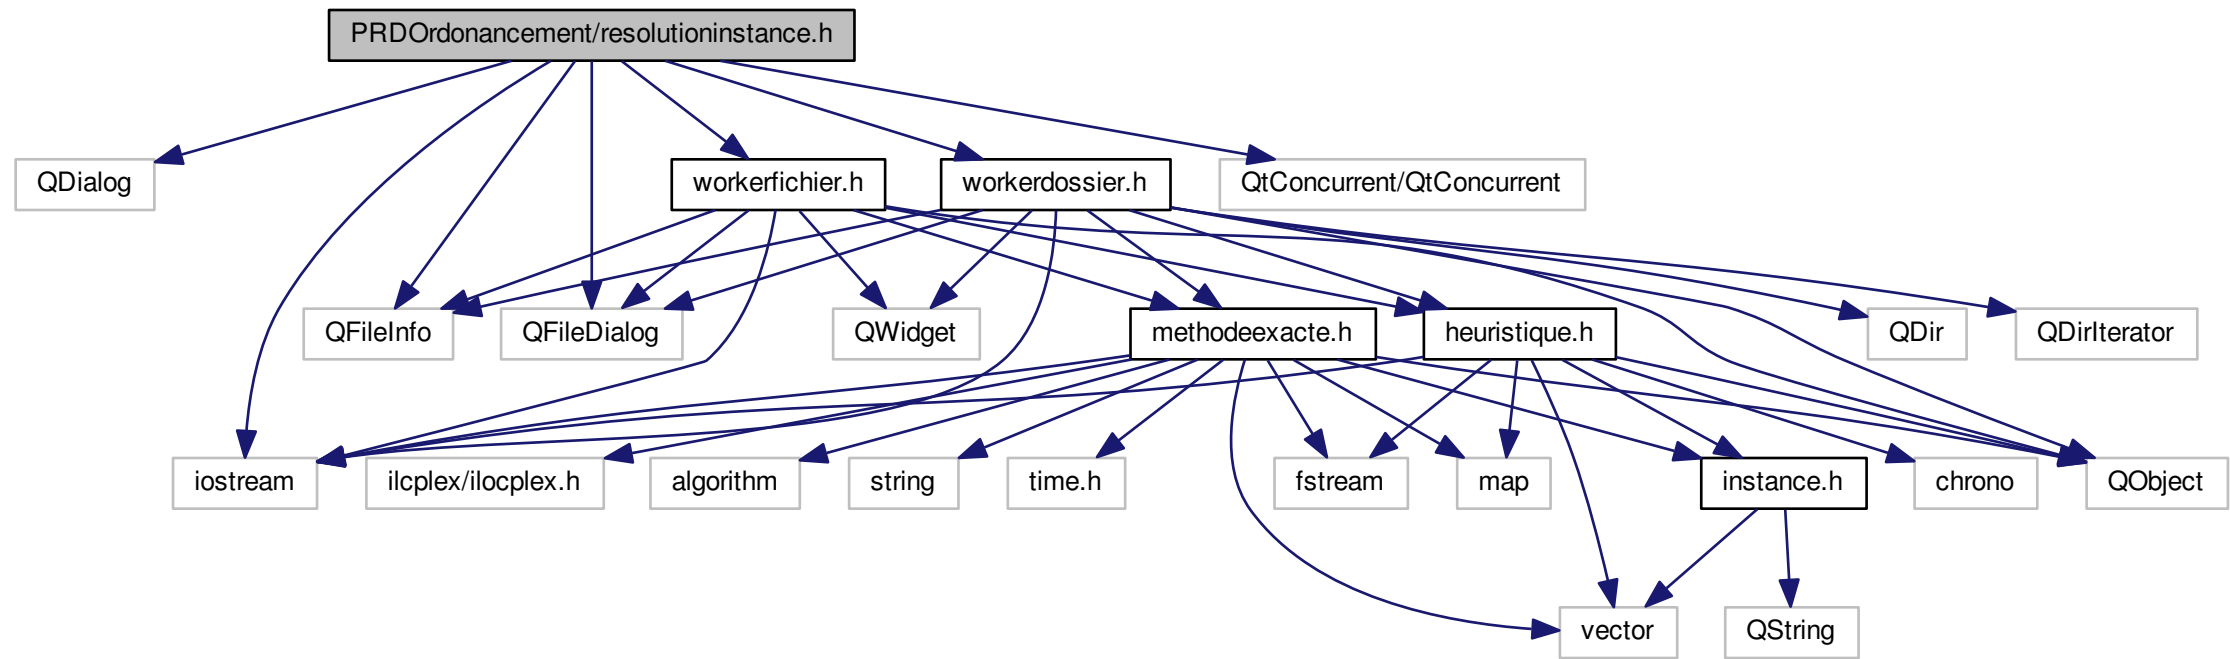 PRDOrdonancement/resolutioninstance.h
QDialog
workerfichier.h
workerdossier.h
QtConcurrent/QtConcurrent
QFileInfo
QFileDialog
QWidget
methodeexacte.h
heuristique.h
QDir
QDirIterator
iostream
ilcplex/ilocplex.h
algorithm
string
time.h
fstream
map
instance.h
chrono
QObject
vector
QString